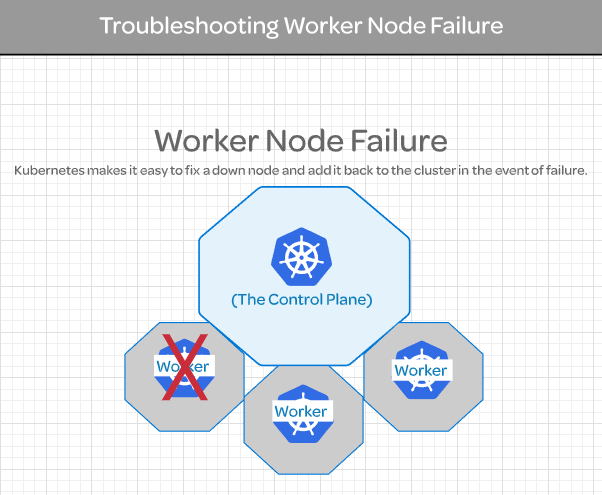 Troubleshooting Worker Node Failure
Worker Node Failure
Kubernetes makes it easy to fix a down node and add it back to the cluster in the event of failure.
(The Control Plane)
Worker
Worker
Worker